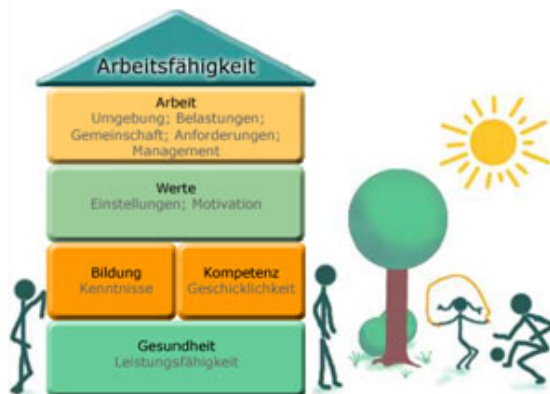 Arbeitsfähigkeit
Arbeit
Umgebung; Belastungen;
Gemeinschaft; Anforderungen;
Management
Werte
Einstellungen; Motivation
Bildung
Kenntnisse
Kompetenz
Geschicklichkeit
Gesundheit
Leistungsfähigkeit